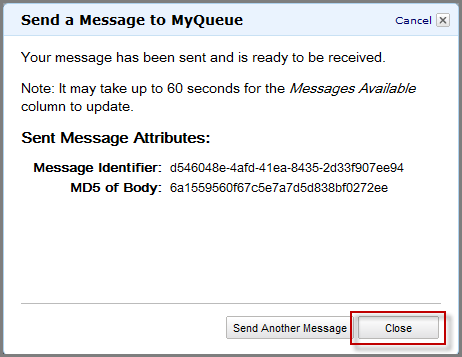 Send a Message to MyQueue
Cancel
Your message has been sent and is ready to be received.
Note: It may take up to 60 seconds for the Messages Available
column to update.
Sent Message Attributes:
Message Identifier: d546048e-4afd-41ea-8435-2d33f907ee94
MD5 of Body: 6a1559560f67c5e7a7d5d838bf0272ee
Send Another Message
Close